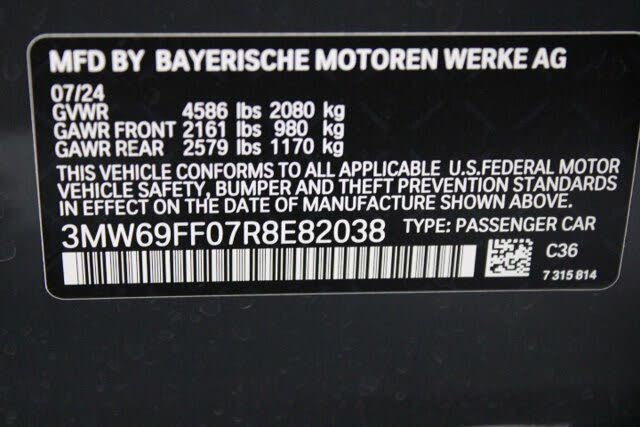 MFD BY BAYERISCHE MOTOREN WERKE AG
07/24
GVWR 4586 lbs 2080 kg
GAWR FRONT 2161 lbs 980 kg
GAWR REAR 2579 lbs 1170 kg
THIS VEHICLE CONFORMS TO ALL APPLICABLE U.S.FEDERAL MOTOR
VEHICLE SAFETY, BUMPER AND THEFT PREVENTION STANDARDS
IN EFFECT ON THE DATE OF MANUFACTURE SHOWN ABOVE.
3MW69FF07R8E82038 TYPE: PASSENGER CAR
C36
7 315 814